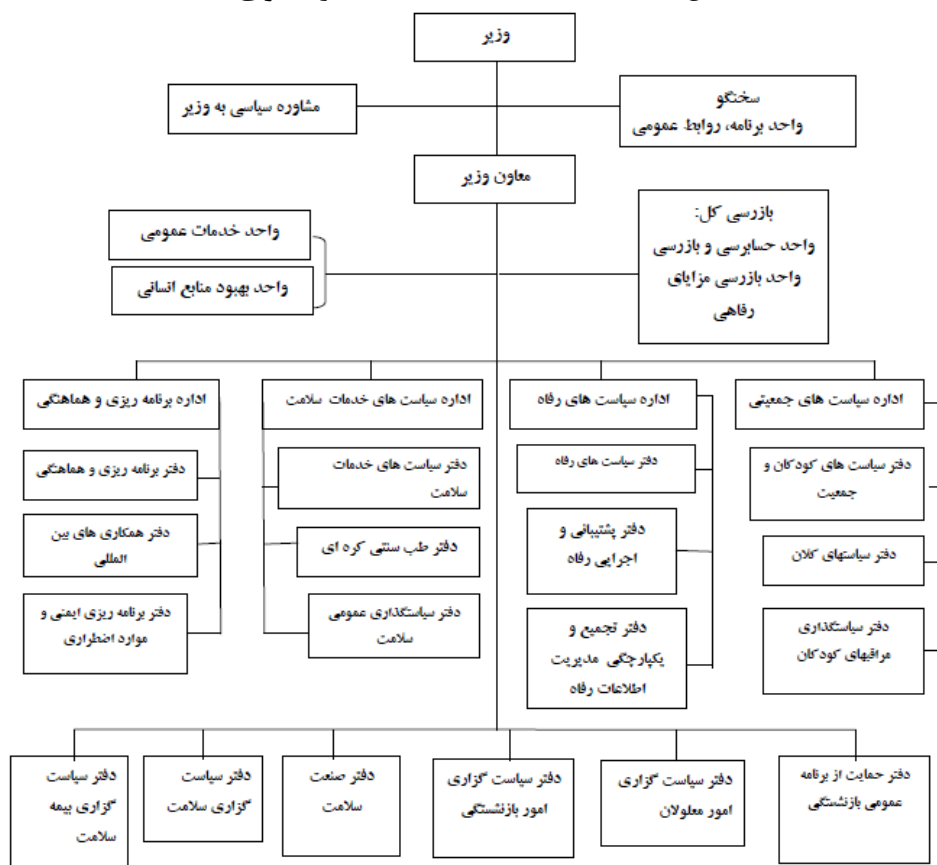 وزیر
سخنگو
واحد برنامه، روابط عمومی
مشاوره سیاسی به وزیر
معاون وزیر
بازرسی کل:
واحد حسابرسی و بازرسی
واحد بازرسی مزایای
رفاهی
واحد خدمات عمومی
واحد بهبود منابع انسانی
اداره سیاست های جمعیتی
اداره سیاست های رفاه
اداره سیاست های خدمات سلامت
اداره برنامه ریزی و هماهنگی
دفتر سیاست های کودکان و
جمعیت
دفتر سیاستهای کلان
دفتر سیاستگذاری
مراقبهای کودکان
دفتر سیاست های رفاه
دفتر پشتیبانی و
اجرایی رفاه
دفتر تجمیع و
یکپارچگی مدیریت
اطلاعات رفاه
دفتر سیاست های خدمات
سلامت
دفتر طب سنتی کره ای
دفتر سیاستگذاری عمومی
سلامت
دفتر برنامه ریزی و هماهنگی
دفتر همکاری های بین
المللی
دفتر برنامه ریزی ایمنی و
موارد اضطراری
دفتر حمایت از برنامه
عمومی بازنشستگی
دفتر سیاست گزاری
امور معلولان
دفتر سیاست گزاری
امور بازنشستگی
دفتر صنعت
سلامت
دفتر سیاست
گزاری سلامت
دفتر سیاست
گزاری بیمه
سلامت